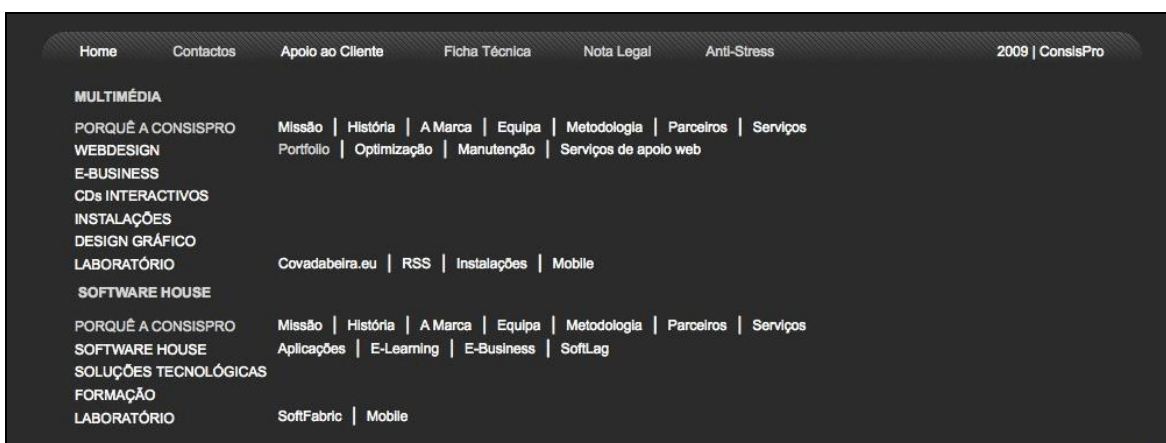 Home Contactos Apoio ao Cliente Ficha Técnica Nota Legal Anti-Stress 2009 | ConsisPro
MULTIMÉDIA
PORQUÊ A CONSISPRO Missão | História | A Marca | Equipa | Metodologia | Parceiros | Serviços
WEBDESIGN Portfolio | Optimização | Manutenção | Serviços de apoio web
E-BUSINESS
CDs INTERACTIVOS
INSTALAÇÕES
DESIGN GRÁFICO
LABORATÓRIO Covadabeira.eu | RSS | Instalações | Mobile
SOFTWARE HOUSE
PORQUÊ A CONSISPRO Missão | História | A Marca | Equipa | Metodologia | Parceiros | Serviços
SOFTWARE HOUSE Aplicações | E-Learning | E-Business | SoftLag
SOLUÇÕES TECNOLÓGICAS
FORMAÇÃO
LABORATÓRIO SoftFabric | Mobile